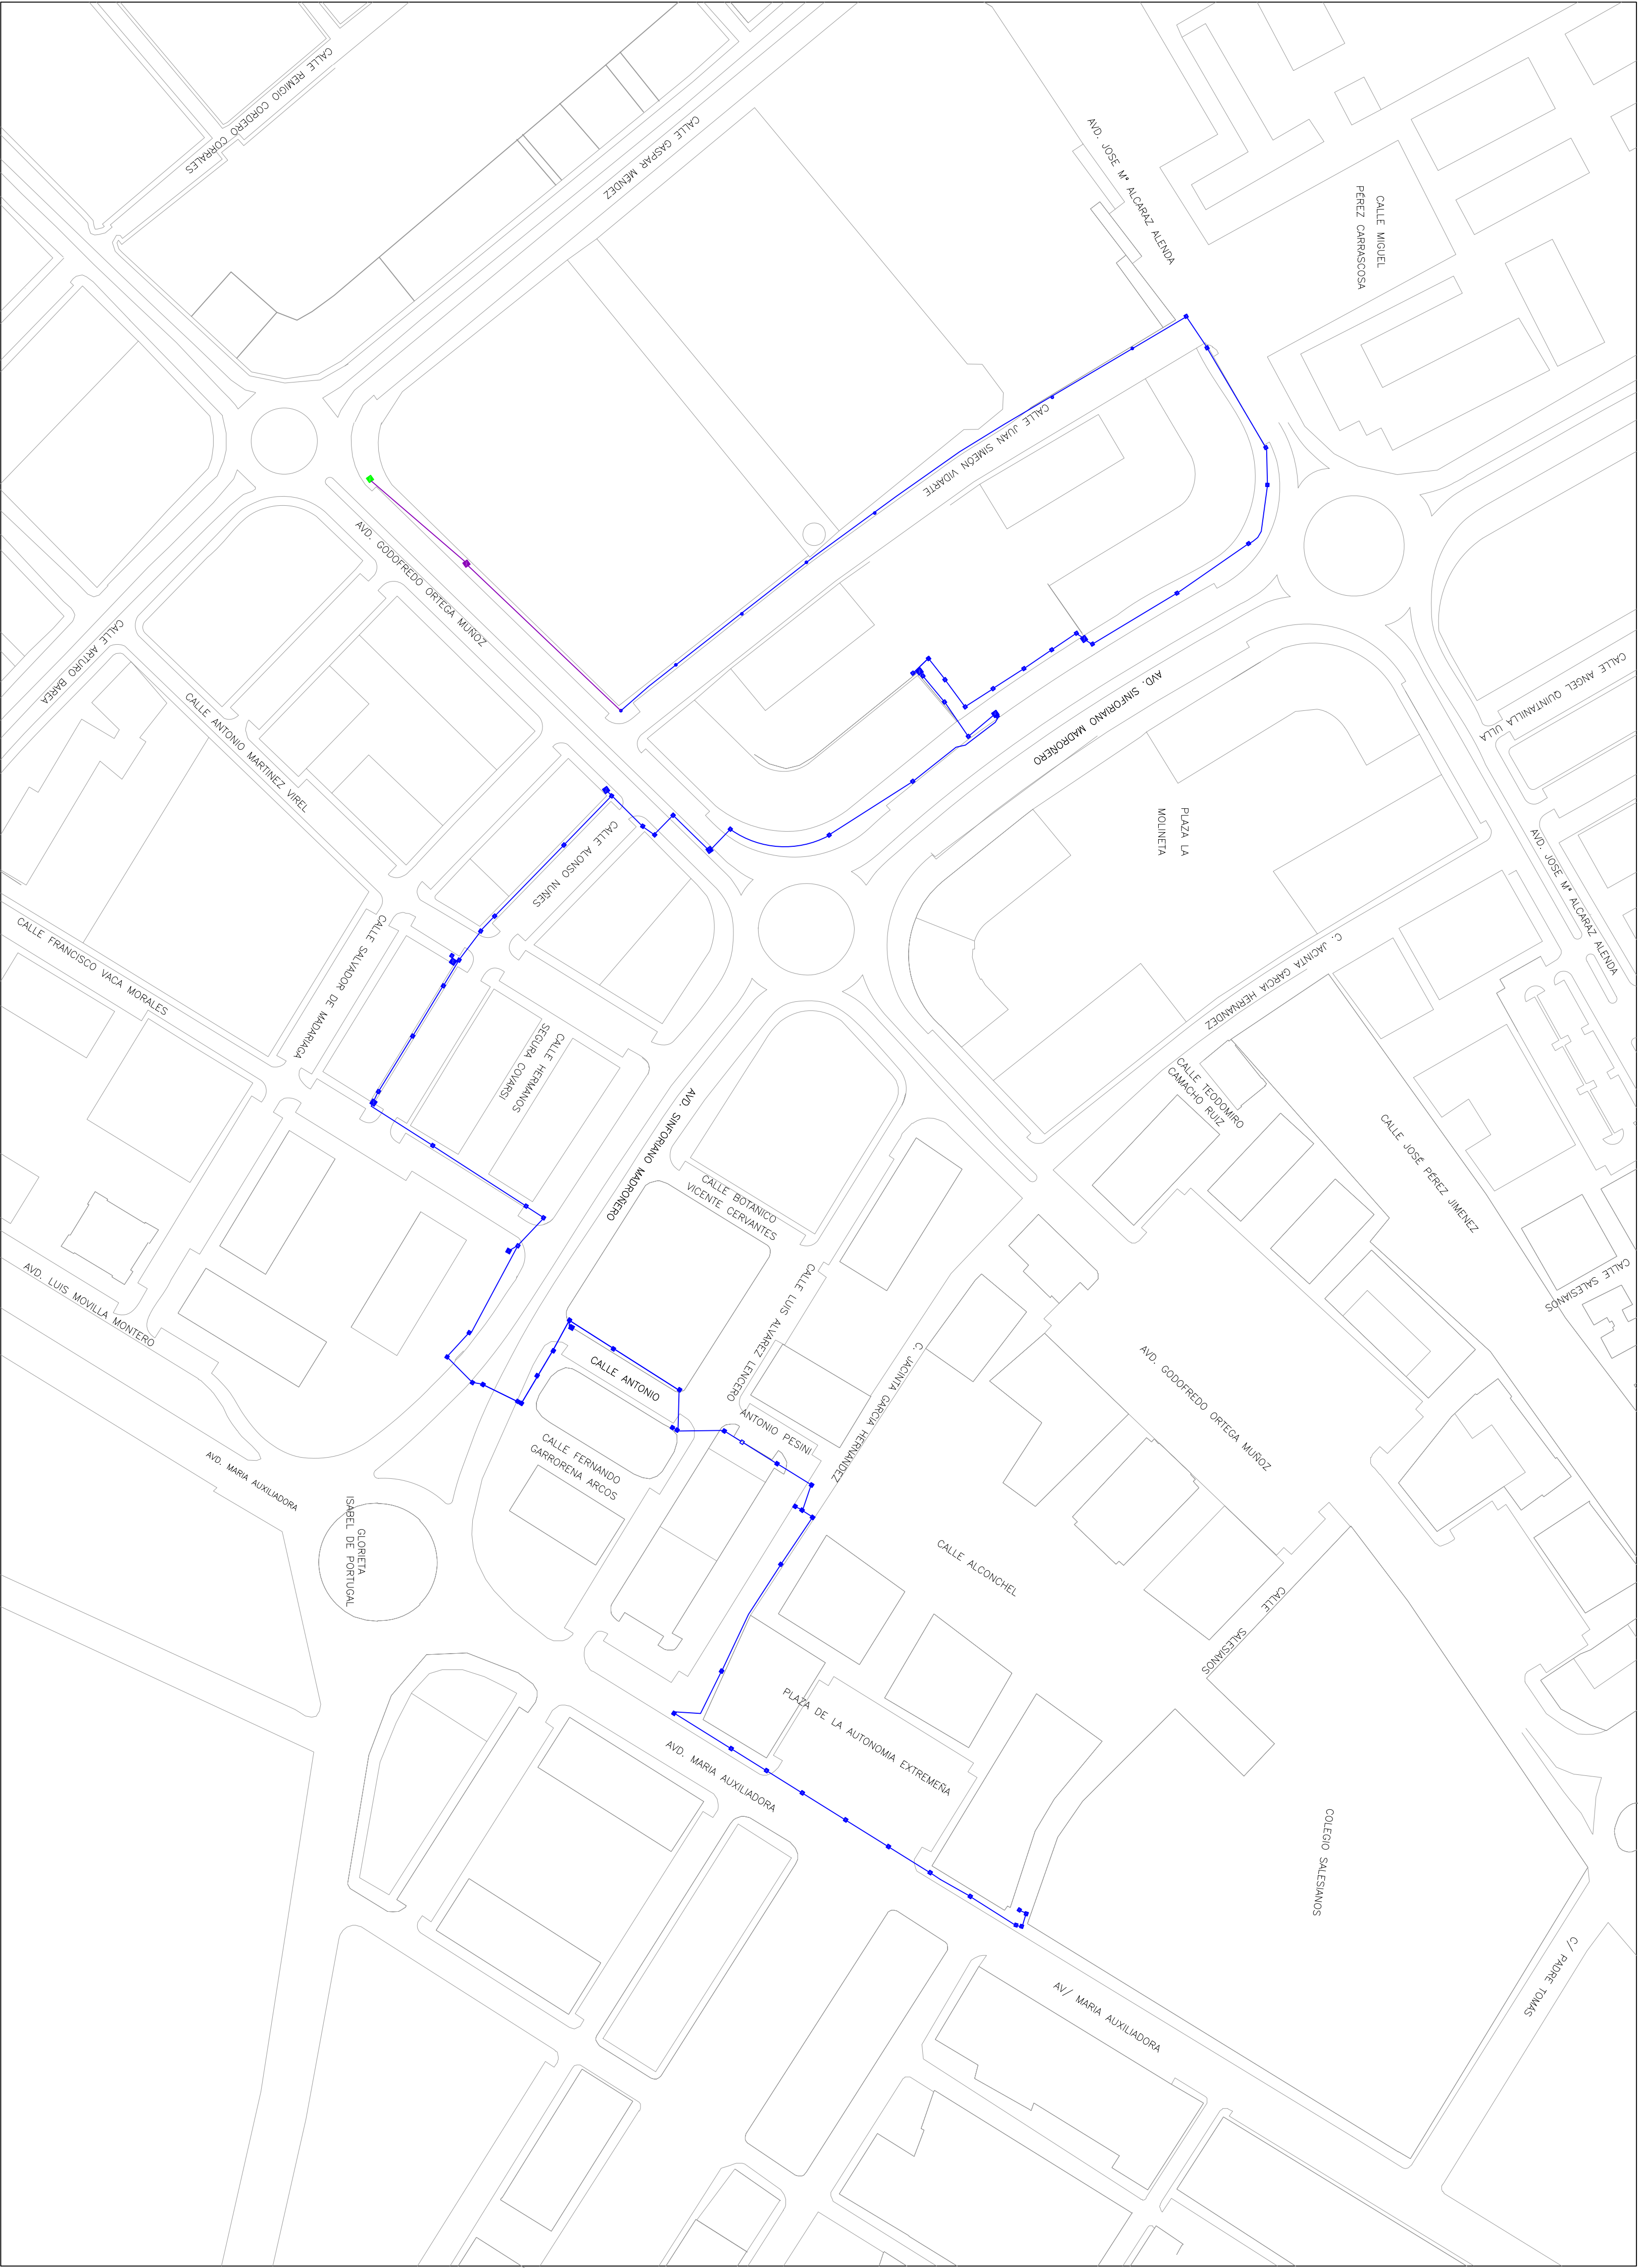 CALLE REMIGIO CORDERO CORRALES
CALLE GASPAR MÉNDEZ
AVD. JOSE Mª ALCARAZ ALENDA
CALLE MIGUEL
PÉREZ CARRASCOSA
CALLE JUAN SIMEÓN VIDARTE
AVD. GODOFREDO ORTEGA MUÑOZ
CALLE ARTURO BAREA
CALLE ANTONIO MARTINEZ VIREL
AVD. SINFORIANO MADROÑERO
CALLE ANGEL QUINTANILLA ULLA
PLAZA LA
MOLINETA
AVD. JOSE Mª ALCARAZ ALENDA
CALLE ALONSO NUÑES
CALLE SALVADOR DE MADARIAGA
CALLE FRANCISCO VACA MORALES
CALLE HERMANOS
SEGURA COVARSI
C. JACINTA GARCIA HERNANDEZ
CALLE TEODOMIRO
CAMACHO RUIZ
CALLE JOSÉ PÉREZ JIMENEZ
AVD. SINFORIANO MADROÑERO
CALLE BOTANICO
VICENTE CERVANTES
CALLE SALESIANOS
AVD. LUIS MOVILLA MONTERO
CALLE LUIS ALVAREZ LENCERO
C. JACINTA GARCIA HERNANDEZ
AVD. GODOFREDO ORTEGA MUÑOZ
CALLE ANTONIO
ANTONIO PESINI
CALLE FERNANDO
GARRORENA ARCOS
AVD. MARIA AUXILIADORA
GLORIETA
ISABEL DE PORTUGAL
CALLE ALCONCHEL
CALLE
SALESIANOS
PLAZA DE LA AUTONOMIA EXTREMEÑA
AVD. MARIA AUXILIADORA
COLEGIO SALESIANOS
C/ PADRE TOMAS
AV/ MARIA AUXILIADORA